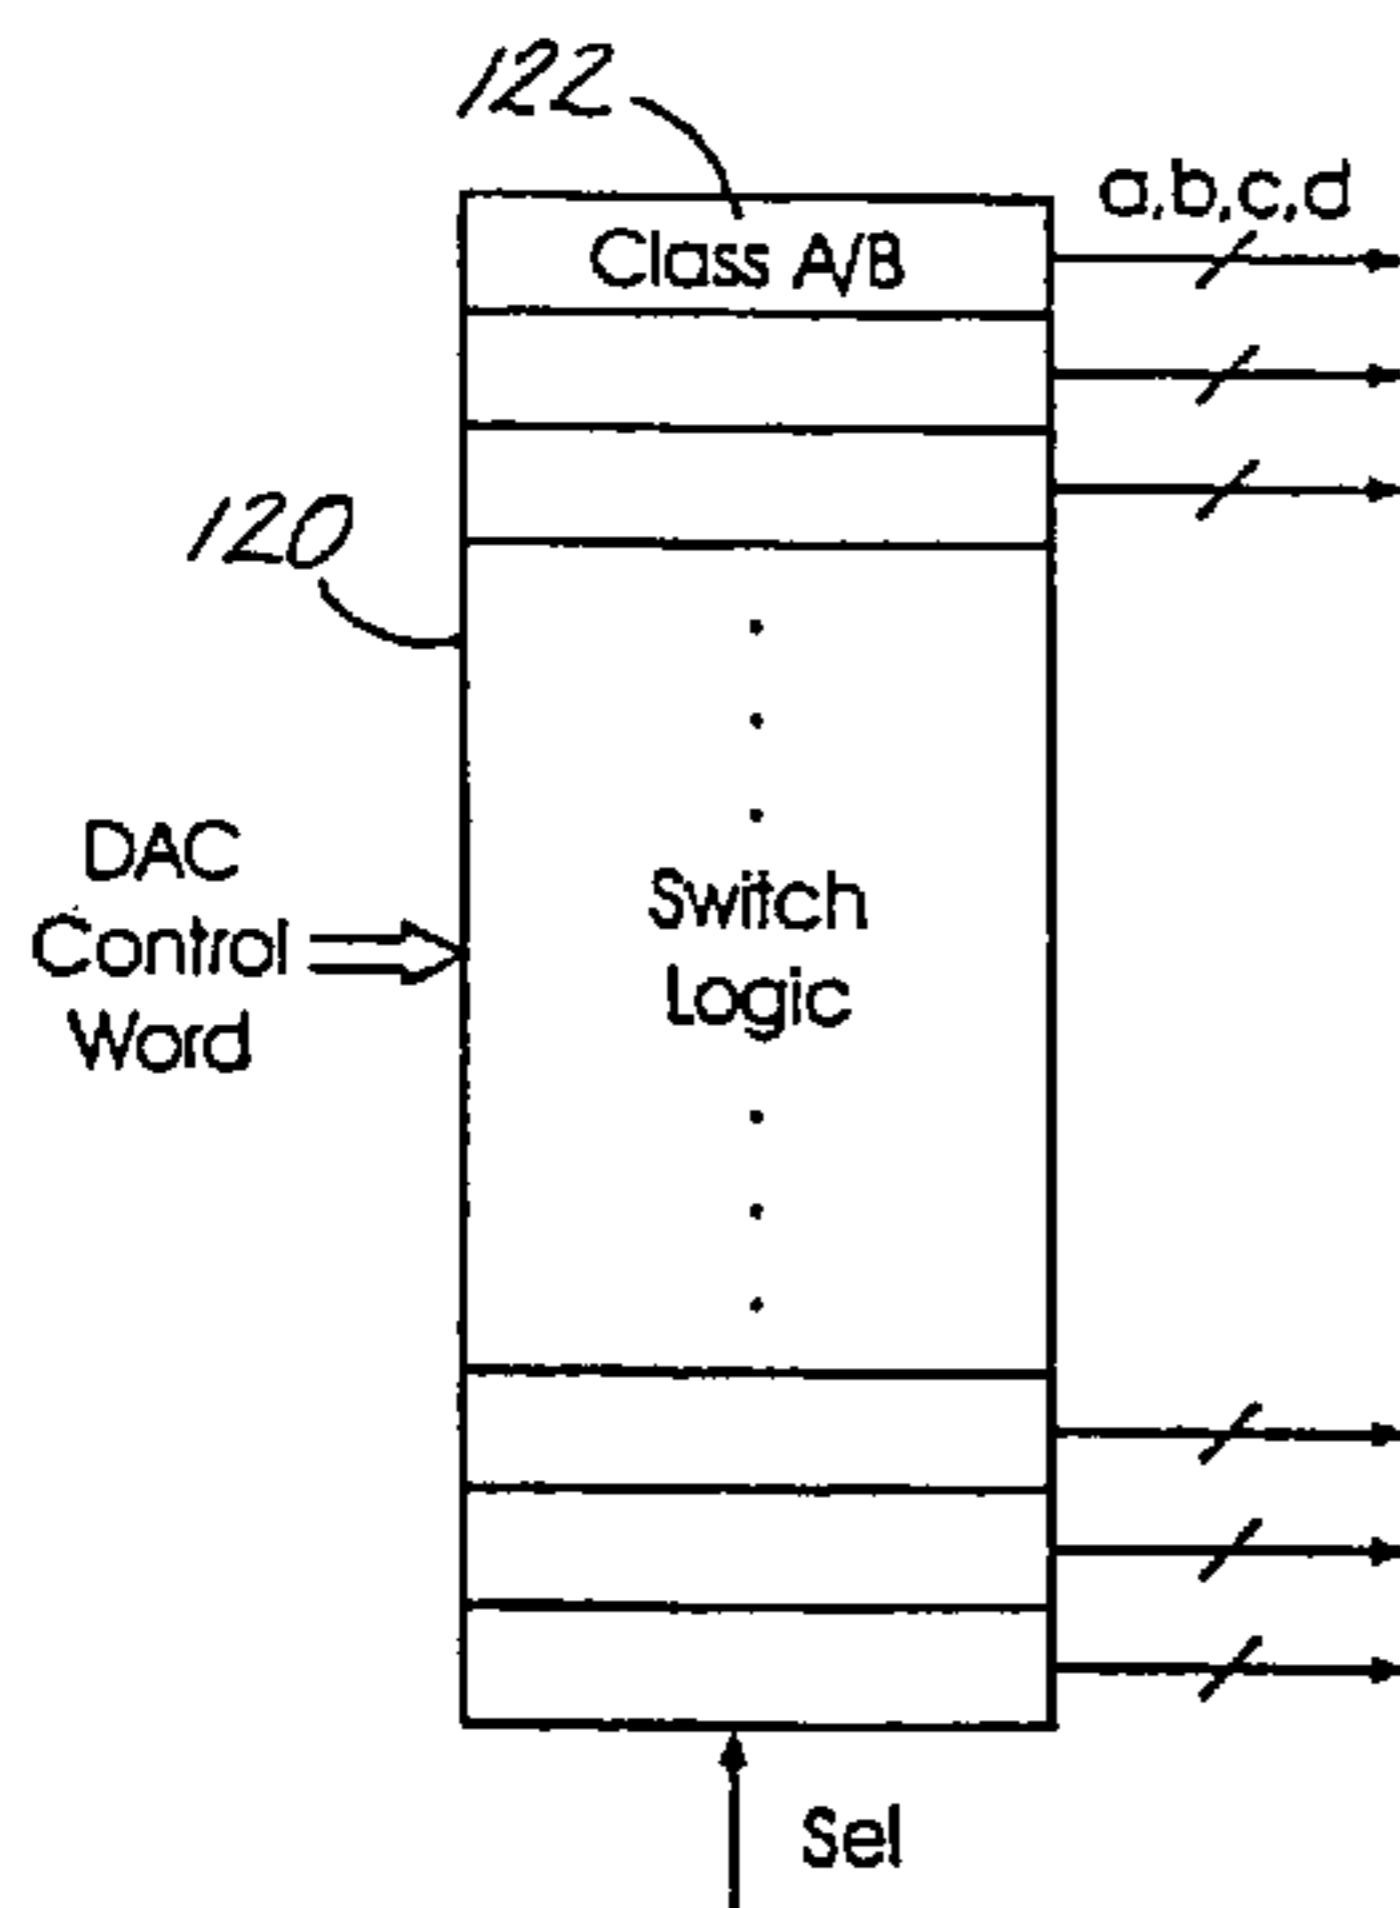 122
a,b,c,d
Class A/B
120
DAC
Control
Word
Switch
Logic
Sel